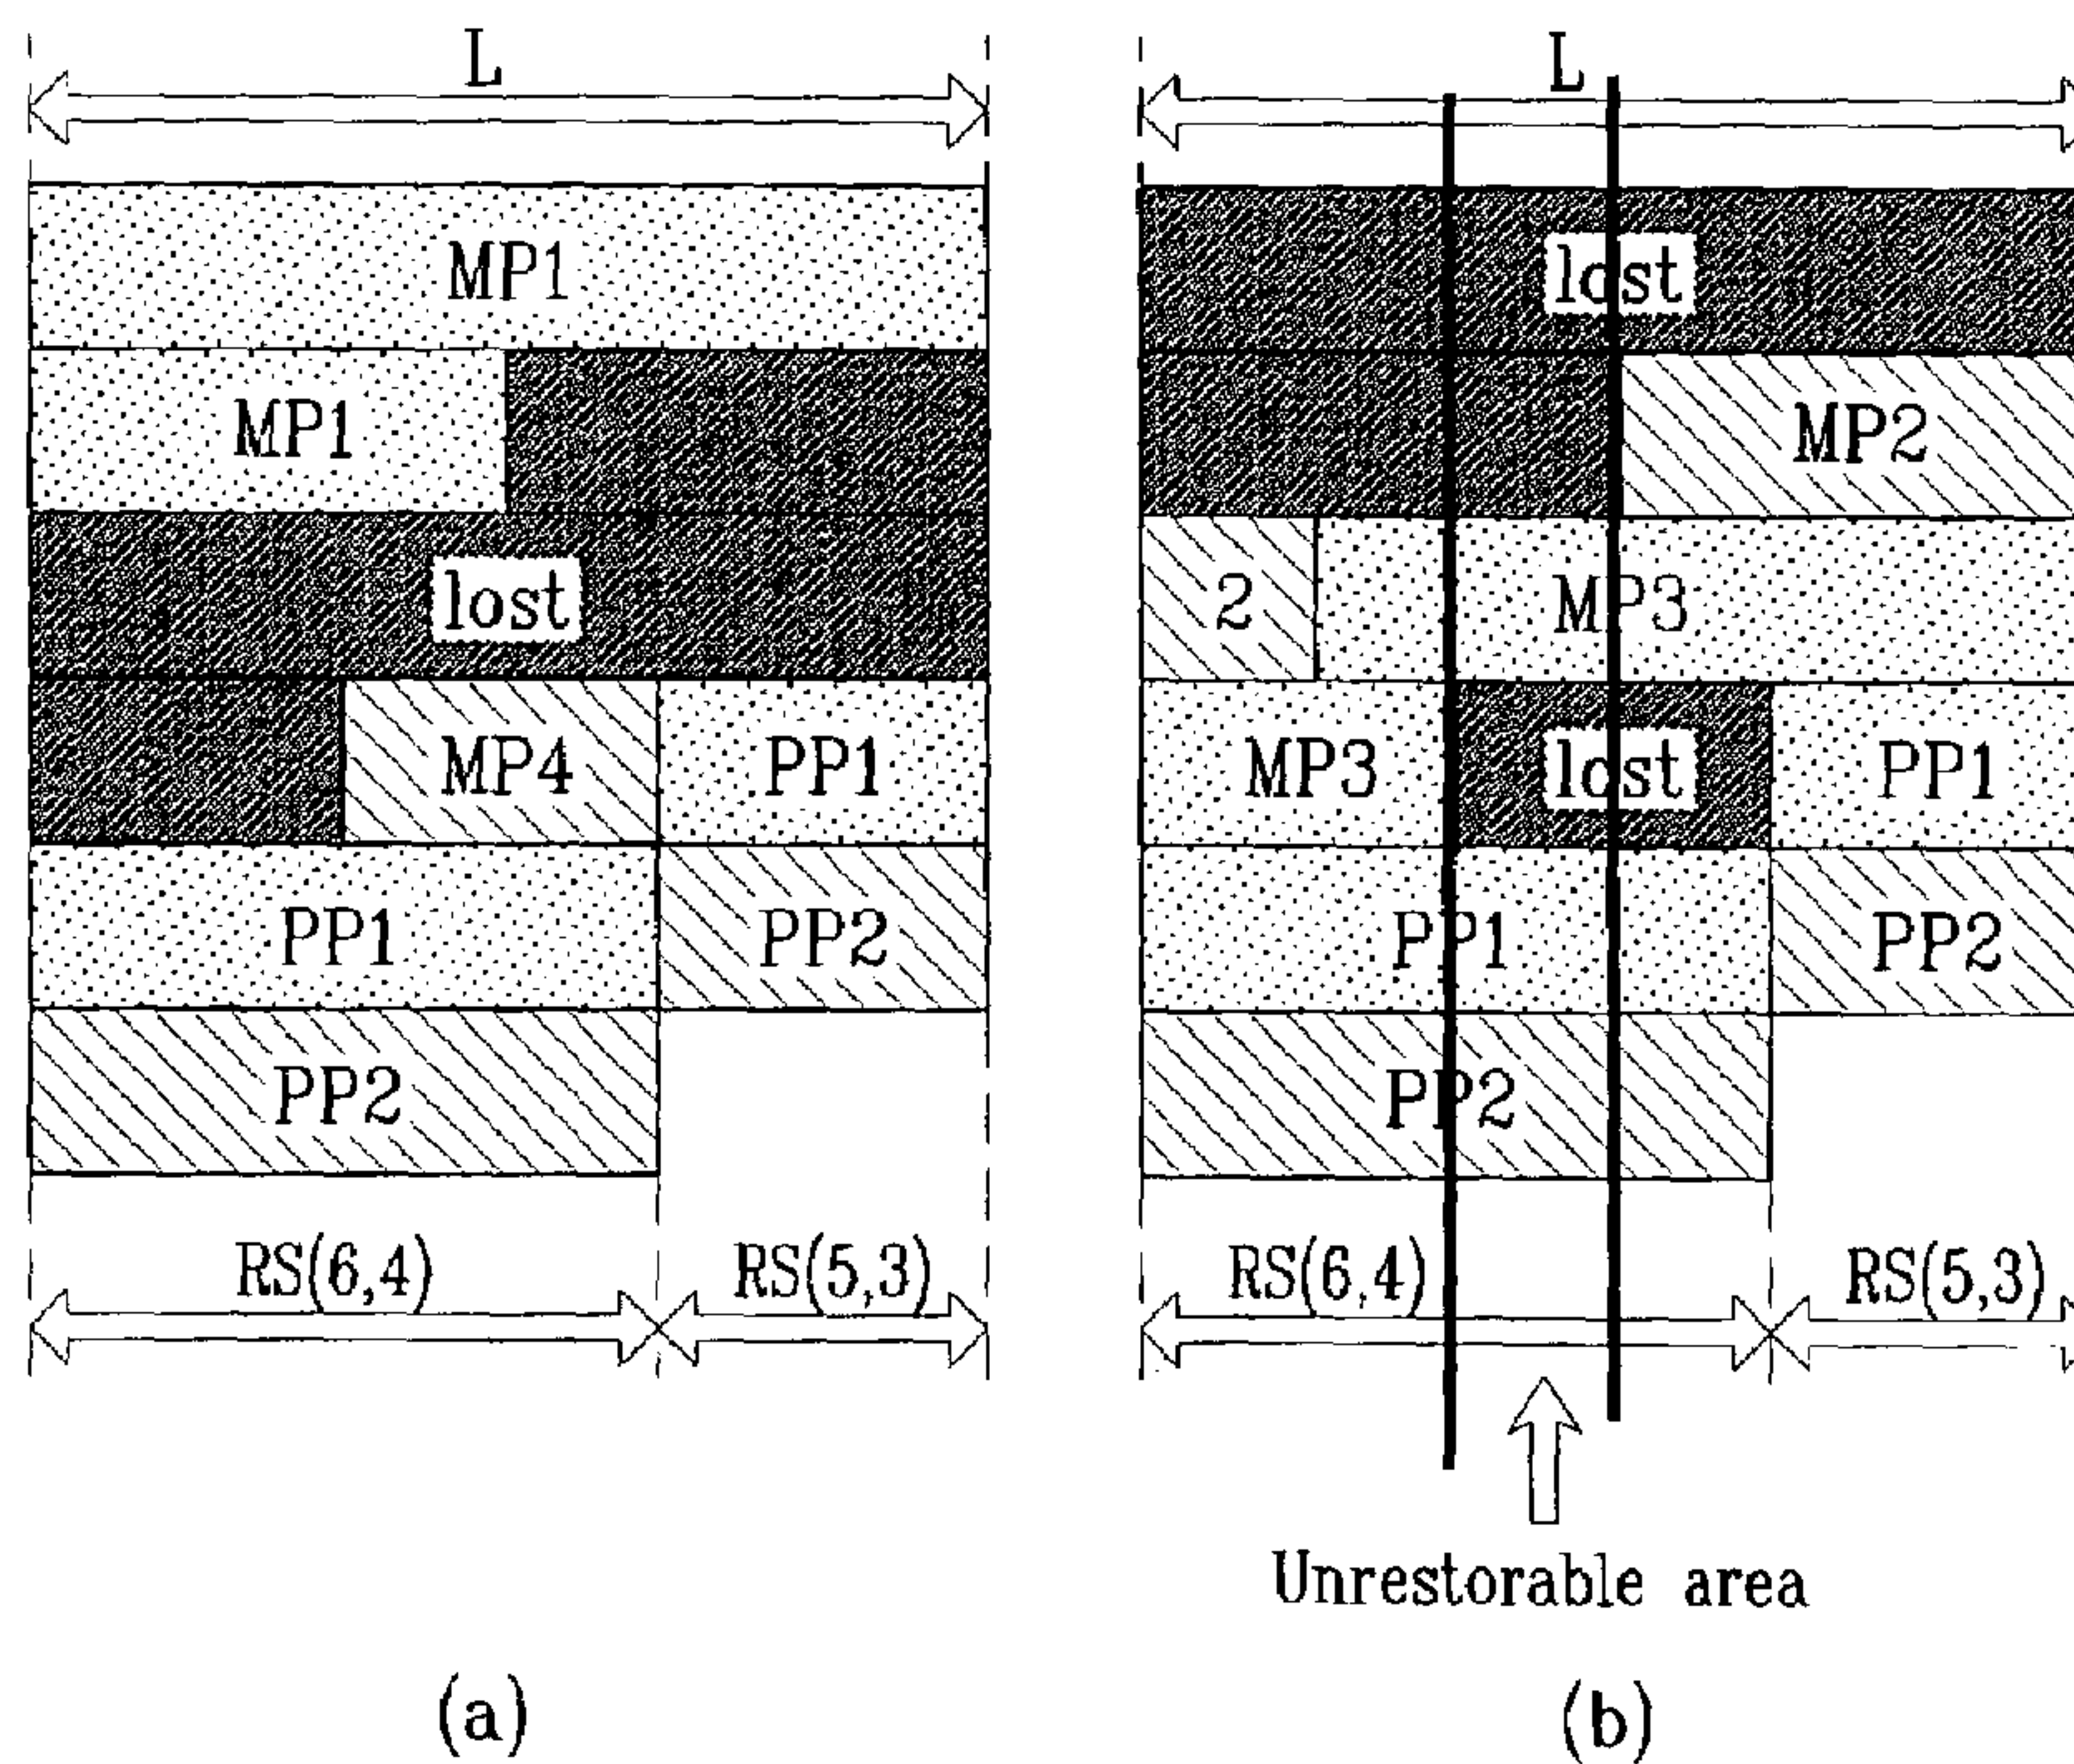 L
MP1
MP1
lost
MP4 PP1
PP1 PP2
PP2
RS(6,4) RS(5,3)
(a)
L
lost
MP2
2 MP3
MP3 lost PP1
PP1 PP2
PP2
RS(6,4) RS(5,3)
Unrestorable area
(b)